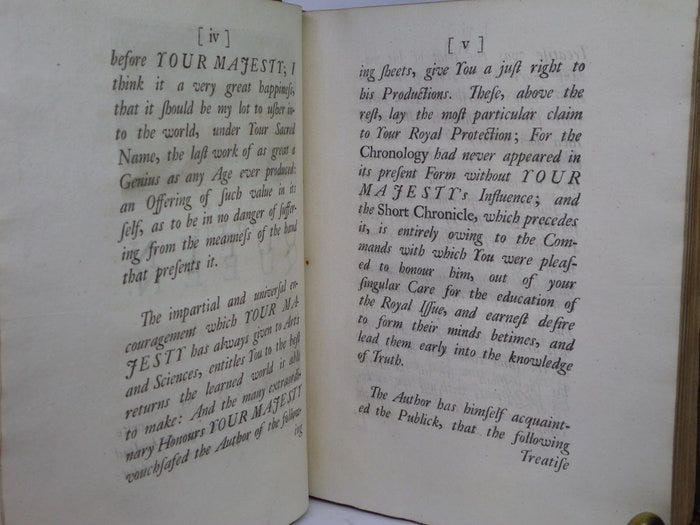 [ iv ]
before YOUR MAJESTY; I
think it a very great happineſs,
that it ſhould be my lot to uſher in-
to the world, under Your Sacred
Name, the laſt work of as great a
Genius as any Age ever produced:
an Offering of ſuch value in its
ſelf, as to be in no danger of ſuffer-
ing from the meanneſs of the hand
that preſents it.
The impartial and univerſal en-
couragement which YOUR MA-
JESTY has always given to Arts
and Sciences, entitles You to the beſt
returns the learned world is able
to make: And the many extraordi-
nary Honours YOUR MAJESTY
vouchſafed the Author of the follow-
ing
[ v ]
ing ſheets, give You a juſt right to
his Productions. Theſe, above the
reſt, lay the moſt particular claim
to Your Royal Protection; For the
Chronology had never appeared in
its preſent Form without YOUR
MAJESTY's Influence; and
the Short Chronicle, which precedes
it, is entirely owing to the Com-
mands with which You were pleaſ-
ed to honour him, out of your
ſingular Care for the education of
the Royal Iſſue, and earneſt deſire
to form their minds betimes, and
lead them early into the knowledge
of Truth.
The Author has himſelf acquaint-
ed the Publick, that the following
Treatiſe